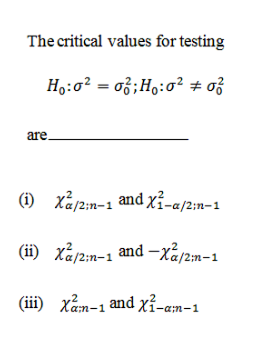 The critical values for testing
H₀:σ² = σ₀²; H₀:σ² ≠ σ₀²
are____________________
(i) χ²α/2;n−1 and χ²1−α/2;n−1
(ii) χ²α/2;n−1 and −χ²α/2;n−1
(iii) χ²α;n−1 and χ²1−α;n−1